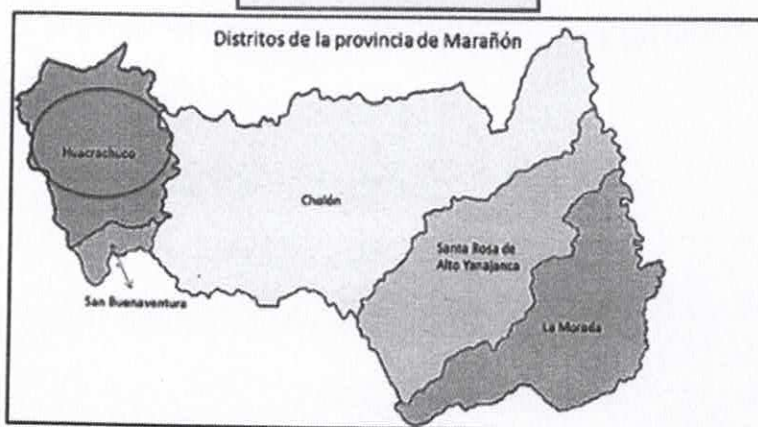 Distritos de la provincia de Marañón
Huacrachuco
Cholón
Santa Rosa de
Alto Yanajanca
San Buenaventura
La Morada